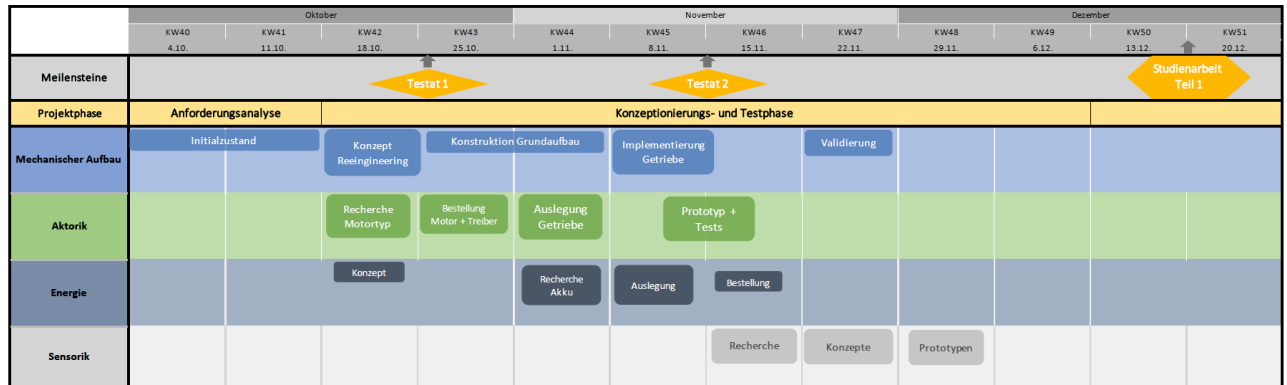 Oktober November Dezember
KW40 KW41 KW42 KW43 KW44 KW45 KW46 KW47 KW48 KW49 KW50 KW51
4.10. 11.10. 18.10. 25.10. 1.11. 8.11. 15.11. 22.11. 29.11. 6.12. 13.12. 20.12.
Meilensteine
Testat 1
Testat 2
Studienarbeit
Teil 1
Projektphase
Anforderungsanalyse
Konzeptionierungs- und Testphase
Mechanischer Aufbau
Initialzustand
Konzept
Reeingineering
Konstruktion Grundaufbau
Implementierung
Getriebe
Validierung
Aktorik
Recherche
Motortyp
Bestellung
Motor + Treiber
Auslegung
Getriebe
Prototyp +
Tests
Energie
Konzept
Recherche
Akku
Auslegung
Bestellung
Sensorik
Recherche
Konzepte
Prototypen